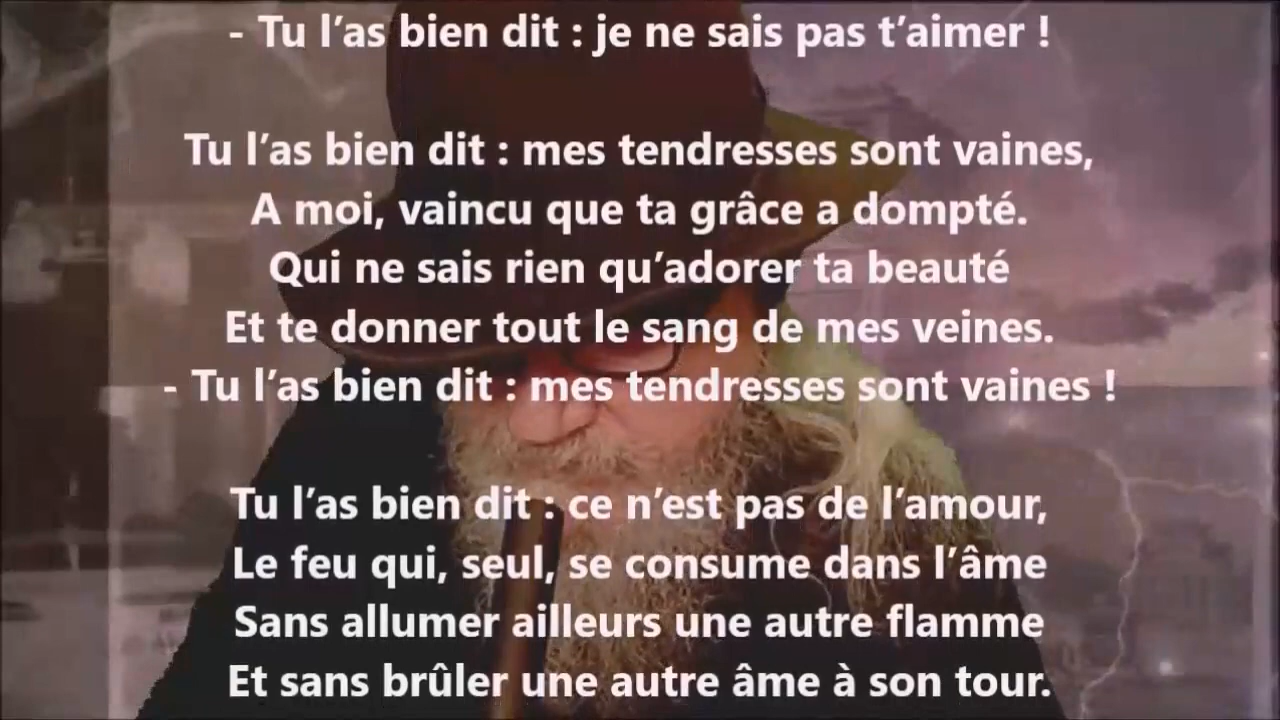 - Tu l’as bien dit : je ne sais pas t’aimer !
Tu l’as bien dit : mes tendresses sont vaines,
A moi, vaincu que ta grâce a dompté.
Qui ne sais rien qu’adorer ta beauté
Et te donner tout le sang de mes veines.
- Tu l’as bien dit : mes tendresses sont vaines !
Tu l’as bien dit : ce n’est pas de l’amour,
Le feu qui, seul, se consume dans l’âme
Sans allumer ailleurs une autre flamme
Et sans brûler une autre âme à son tour.